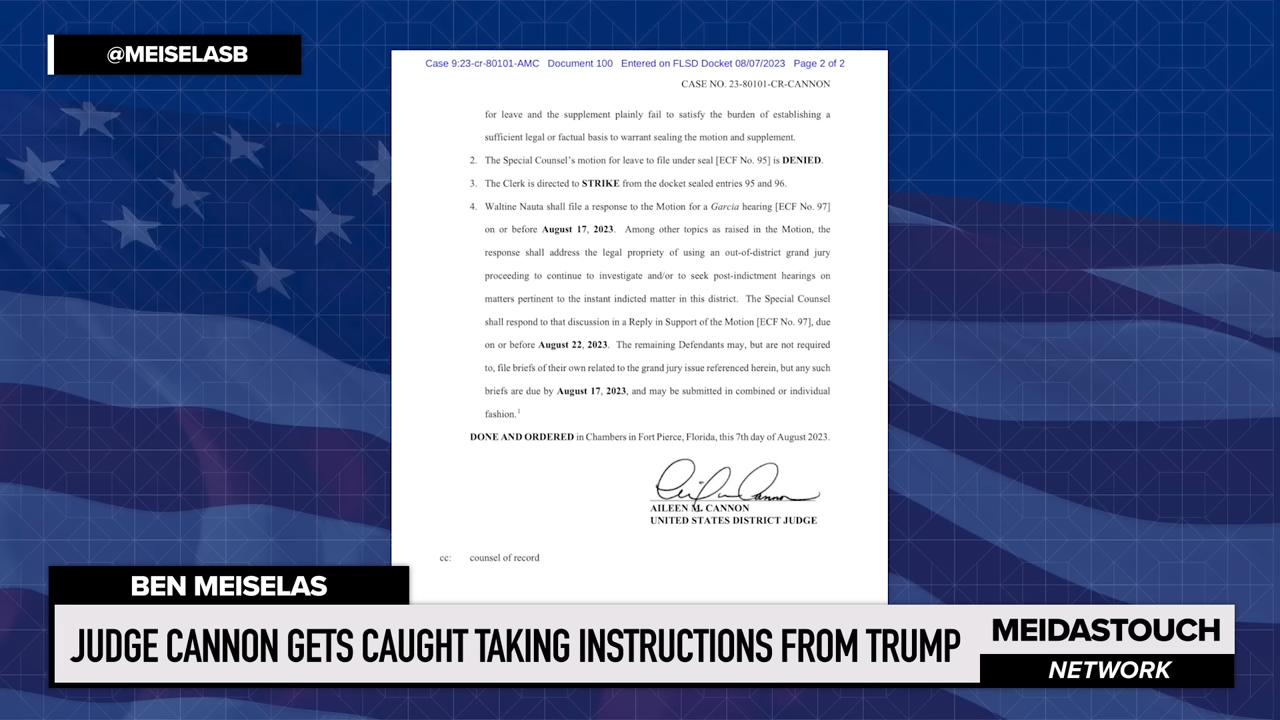 @MEISELASB
Case 9:23-cr-80101-AMC Document 100 Entered on FLSD Docket 08/07/2023 Page 2 of 2
CASE NO. 23-80101-CR-CANNON
for leave and the supplement plainly fail to satisfy the burden of establishing a
sufficient legal or factual basis to warrant sealing the motion and supplement.
2. The Special Counsel's motion for leave to file under seal [ECF No. 95] is DENIED.
3. The Clerk is directed to STRIKE from the docket sealed entries 95 and 96.
4. Waltine Nauta shall file a response to the Motion for a Garcia hearing [ECF No. 97]
on or before August 17, 2023. Among other topics as raised in the Motion, the
response shall address the legal propriety of using an out-of-district grand jury
proceeding to continue to investigate and/or to seek post-indictment hearings on
matters pertinent to the instant indicted matter in this district. The Special Counsel
shall respond to that discussion in a Reply in Support of the Motion [ECF No. 97], due
on or before August 22, 2023. The remaining Defendants may, but are not required
to, file briefs of their own related to the grand jury issue referenced herein, but any such
briefs are due by August 17, 2023, and may be submitted in combined or individual
fashion.1
DONE AND ORDERED in Chambers in Fort Pierce, Florida, this 7th day of August 2023.
AILEEN M. CANNON
UNITED STATES DISTRICT JUDGE
cc: counsel of record
BEN MEISELAS
JUDGE CANNON GETS CAUGHT TAKING INSTRUCTIONS FROM TRUMP
MEIDASTOUCH
NETWORK